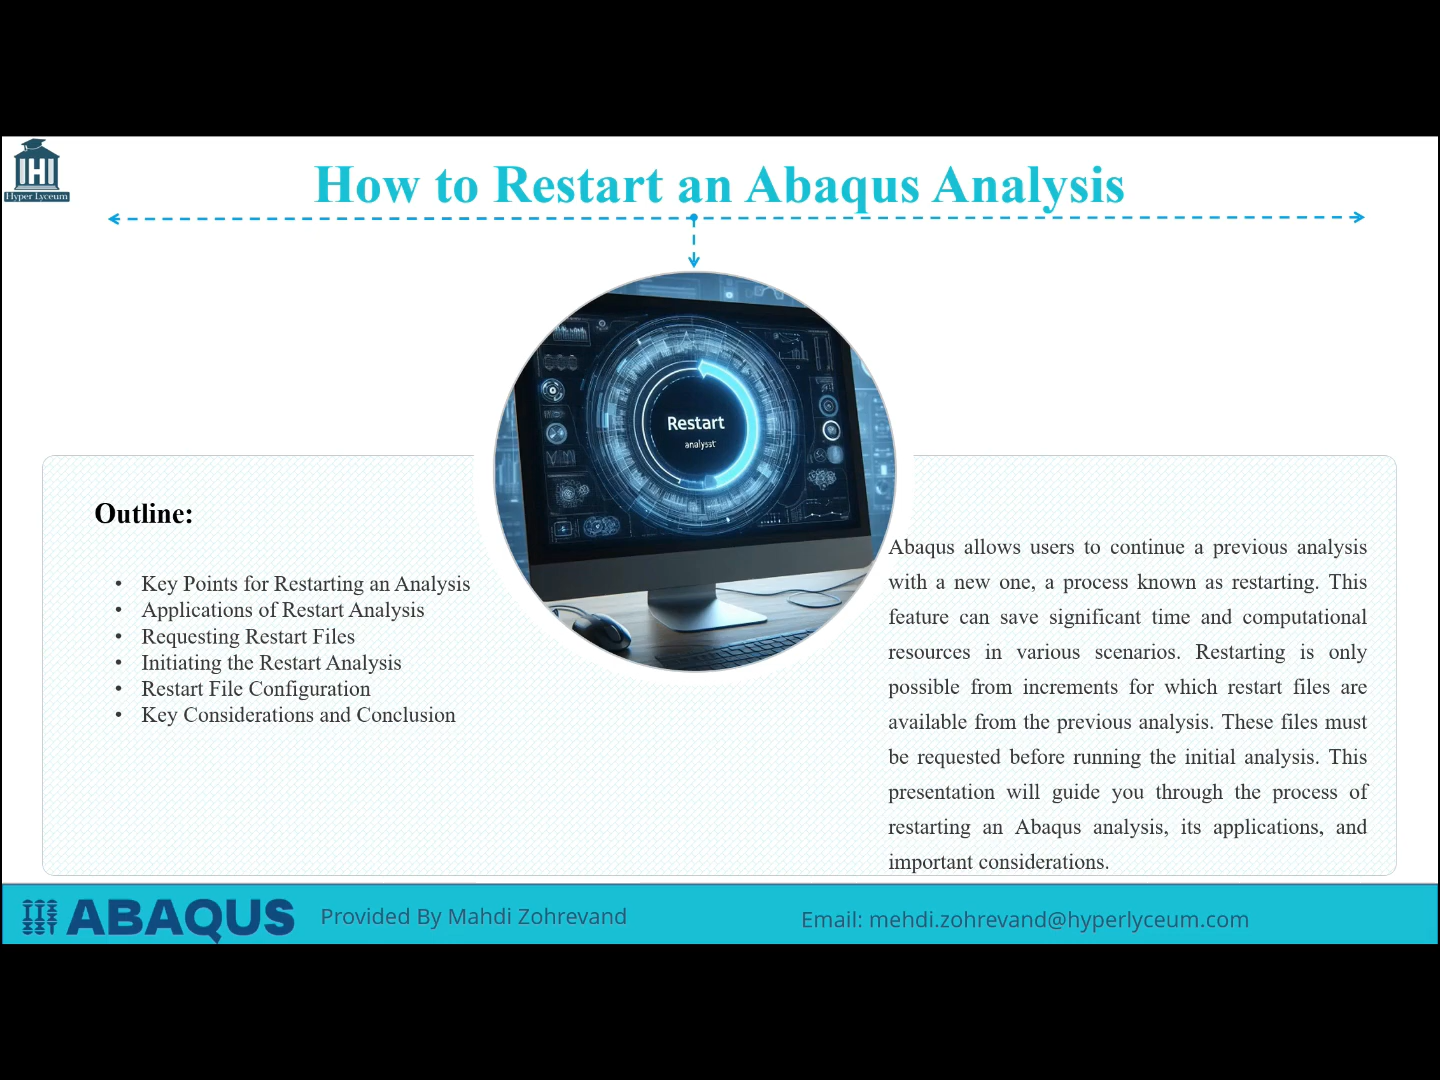 Hyper Lyceum
How to Restart an Abaqus Analysis
Restart
analysst
Outline:
• Key Points for Restarting an Analysis
• Applications of Restart Analysis
• Requesting Restart Files
• Initiating the Restart Analysis
• Restart File Configuration
• Key Considerations and Conclusion
Abaqus allows users to continue a previous analysis
with a new one, a process known as restarting. This
feature can save significant time and computational
resources in various scenarios. Restarting is only
possible from increments for which restart files are
available from the previous analysis. These files must
be requested before running the initial analysis. This
presentation will guide you through the process of
restarting an Abaqus analysis, its applications, and
important considerations.
ABAQUS
Provided By Mahdi Zohrevand
Email: mehdi.zohrevand@hyperlyceum.com